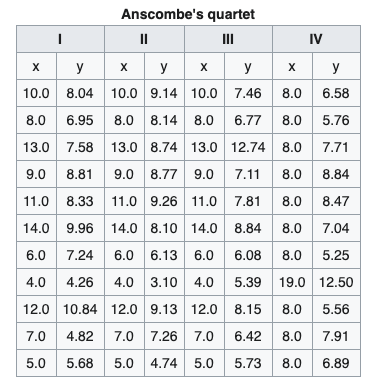 Anscombe's quartet
I II III IV
x y x y x y x y
10.0 8.04 10.0 9.14 10.0 7.46 8.0 6.58
8.0 6.95 8.0 8.14 8.0 6.77 8.0 5.76
13.0 7.58 13.0 8.74 13.0 12.74 8.0 7.71
9.0 8.81 9.0 8.77 9.0 7.11 8.0 8.84
11.0 8.33 11.0 9.26 11.0 7.81 8.0 8.47
14.0 9.96 14.0 8.10 14.0 8.84 8.0 7.04
6.0 7.24 6.0 6.13 6.0 6.08 8.0 5.25
4.0 4.26 4.0 3.10 4.0 5.39 19.0 12.50
12.0 10.84 12.0 9.13 12.0 8.15 8.0 5.56
7.0 4.82 7.0 7.26 7.0 6.42 8.0 7.91
5.0 5.68 5.0 4.74 5.0 5.73 8.0 6.89